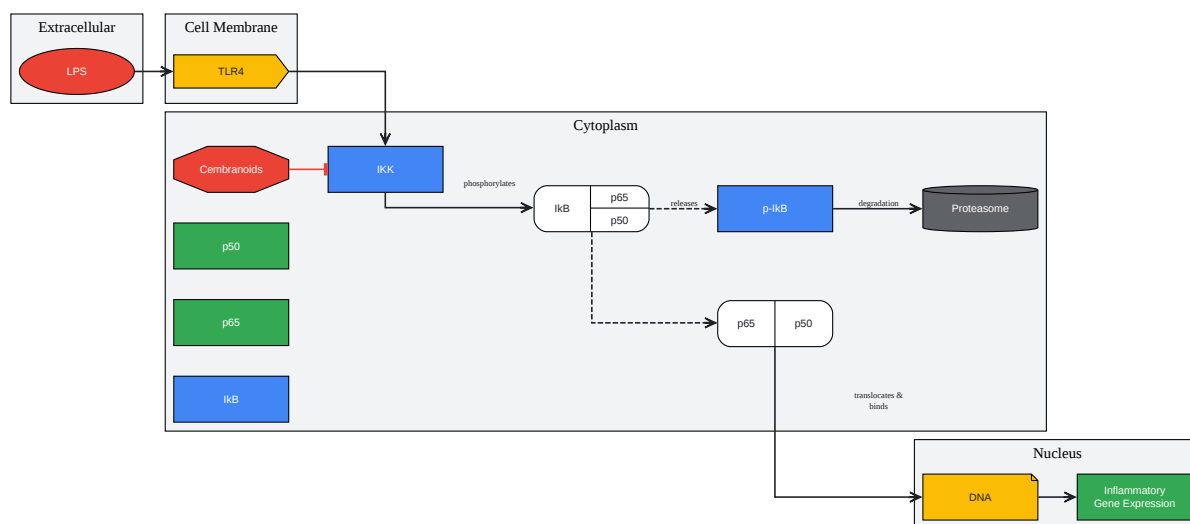 Extracellular
LPS
Cell Membrane
TLR4
Cytoplasm
Cembranoids
IKK
phosphorylates
IkB
p65
p50
releases
p-IkB
degradation
Proteasome
p50
p65
IkB
p65
p50
translocates &
binds
Nucleus
DNA
Inflammatory
Gene Expression